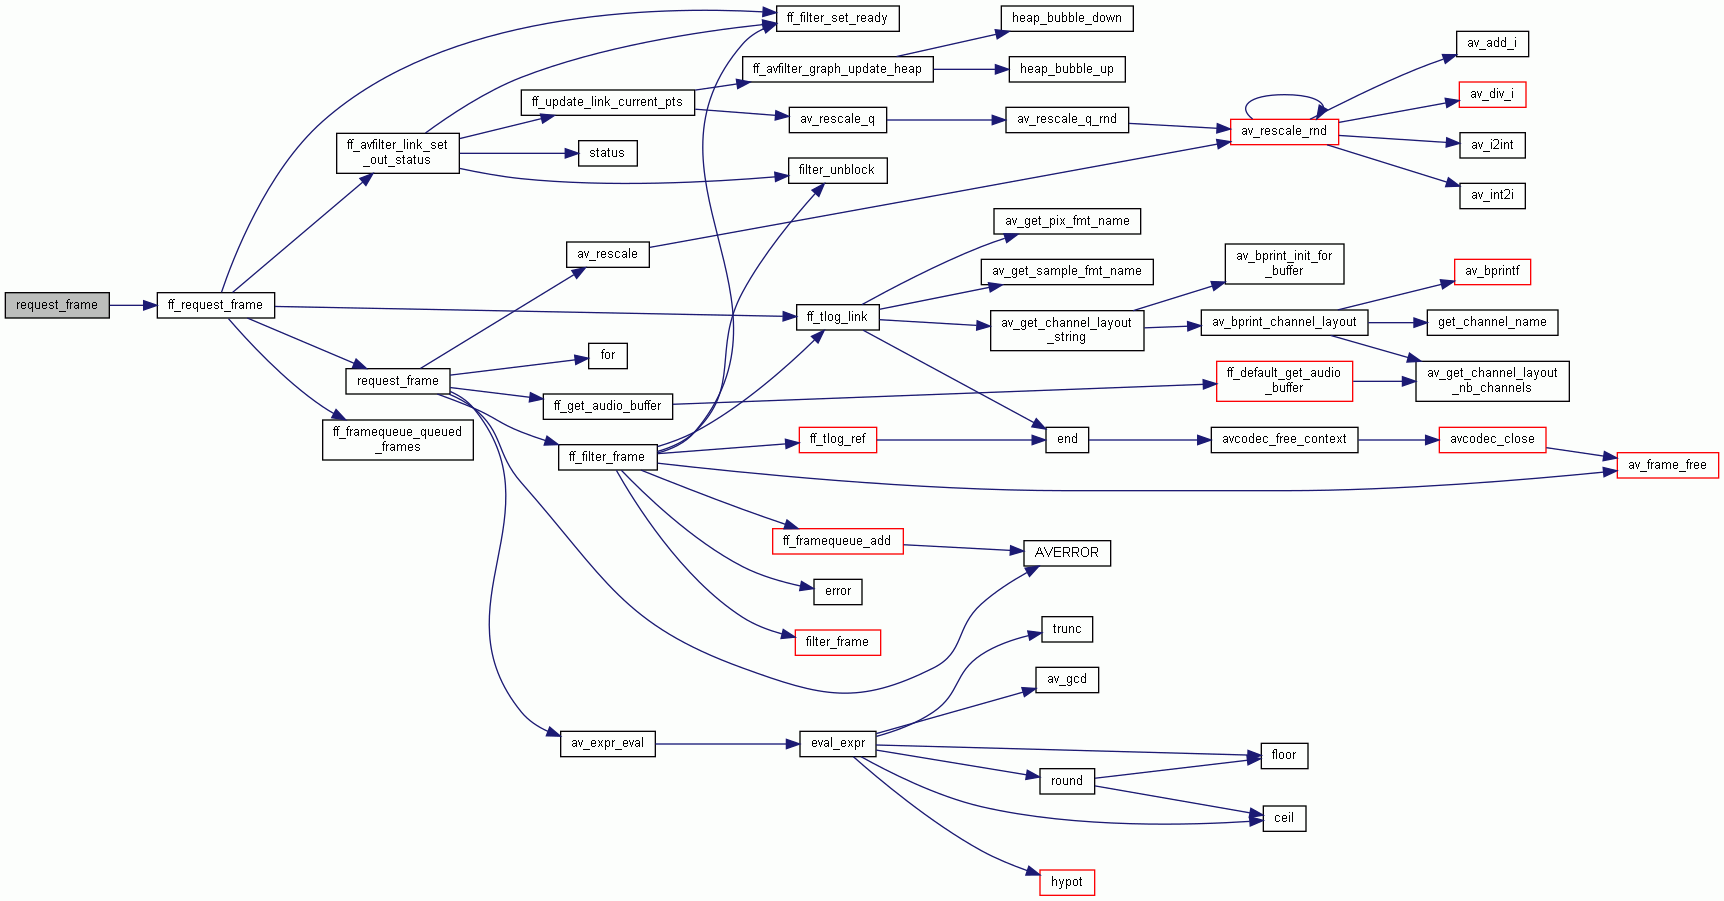 request_frame
ff_request_frame
ff_filter_set_ready
ff_avfilter_link_set
_out_status
ff_update_link_current_pts
status
ff_avfilter_graph_update_heap
heap_bubble_down
heap_bubble_up
av_rescale_q
av_rescale_q_rnd
filter_unblock
av_rescale_rnd
av_add_i
av_div_i
av_i2int
av_int2i
av_rescale
request_frame
for
ff_get_audio_buffer
ff_framequeue_queued
_frames
ff_filter_frame
ff_tlog_link
av_get_pix_fmt_name
av_get_sample_fmt_name
av_get_channel_layout
_string
av_bprint_init_for
_buffer
av_bprint_channel_layout
av_bprintf
get_channel_name
av_get_channel_layout
_nb_channels
ff_default_get_audio
_buffer
ff_tlog_ref
end
avcodec_free_context
avcodec_close
av_frame_free
ff_framequeue_add
AVERROR
error
filter_frame
av_expr_eval
eval_expr
trunc
av_gcd
floor
round
ceil
hypot